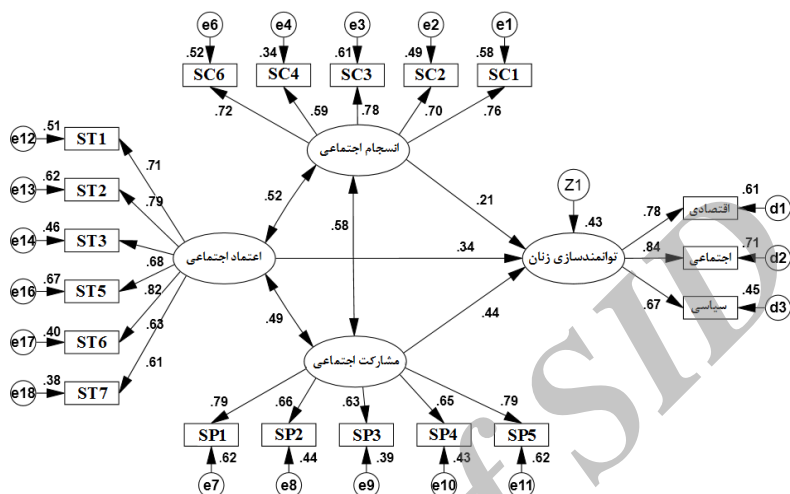 e6 e4 e3 e2 e1
.52 .34 .61 .49 .58
SC6 SC4 SC3 SC2 SC1
.72 .59 .78 .70 .76
انسجام اجتماعی
e12 .51 ST1 .71
e13 .62 ST2 .79
e14 .46 ST3 .68
e16 .67 ST5 .82
e17 .40 ST6 .63
e18 .38 ST7 .61
اعتماد اجتماعی
.52
.58
.49
.21
.34
.44
Z1
.43
توانمندسازی زنان
.78 اقتصادی .61 d1
.84 اجتماعی .71 d2
.67 سیاسی .45 d3
مشارکت اجتماعی
.79 .66 .63 .65 .79
SP1 SP2 SP3 SP4 SP5
.62 .44 .39 .43 .62
e7 e8 e9 e10 e11
f SID